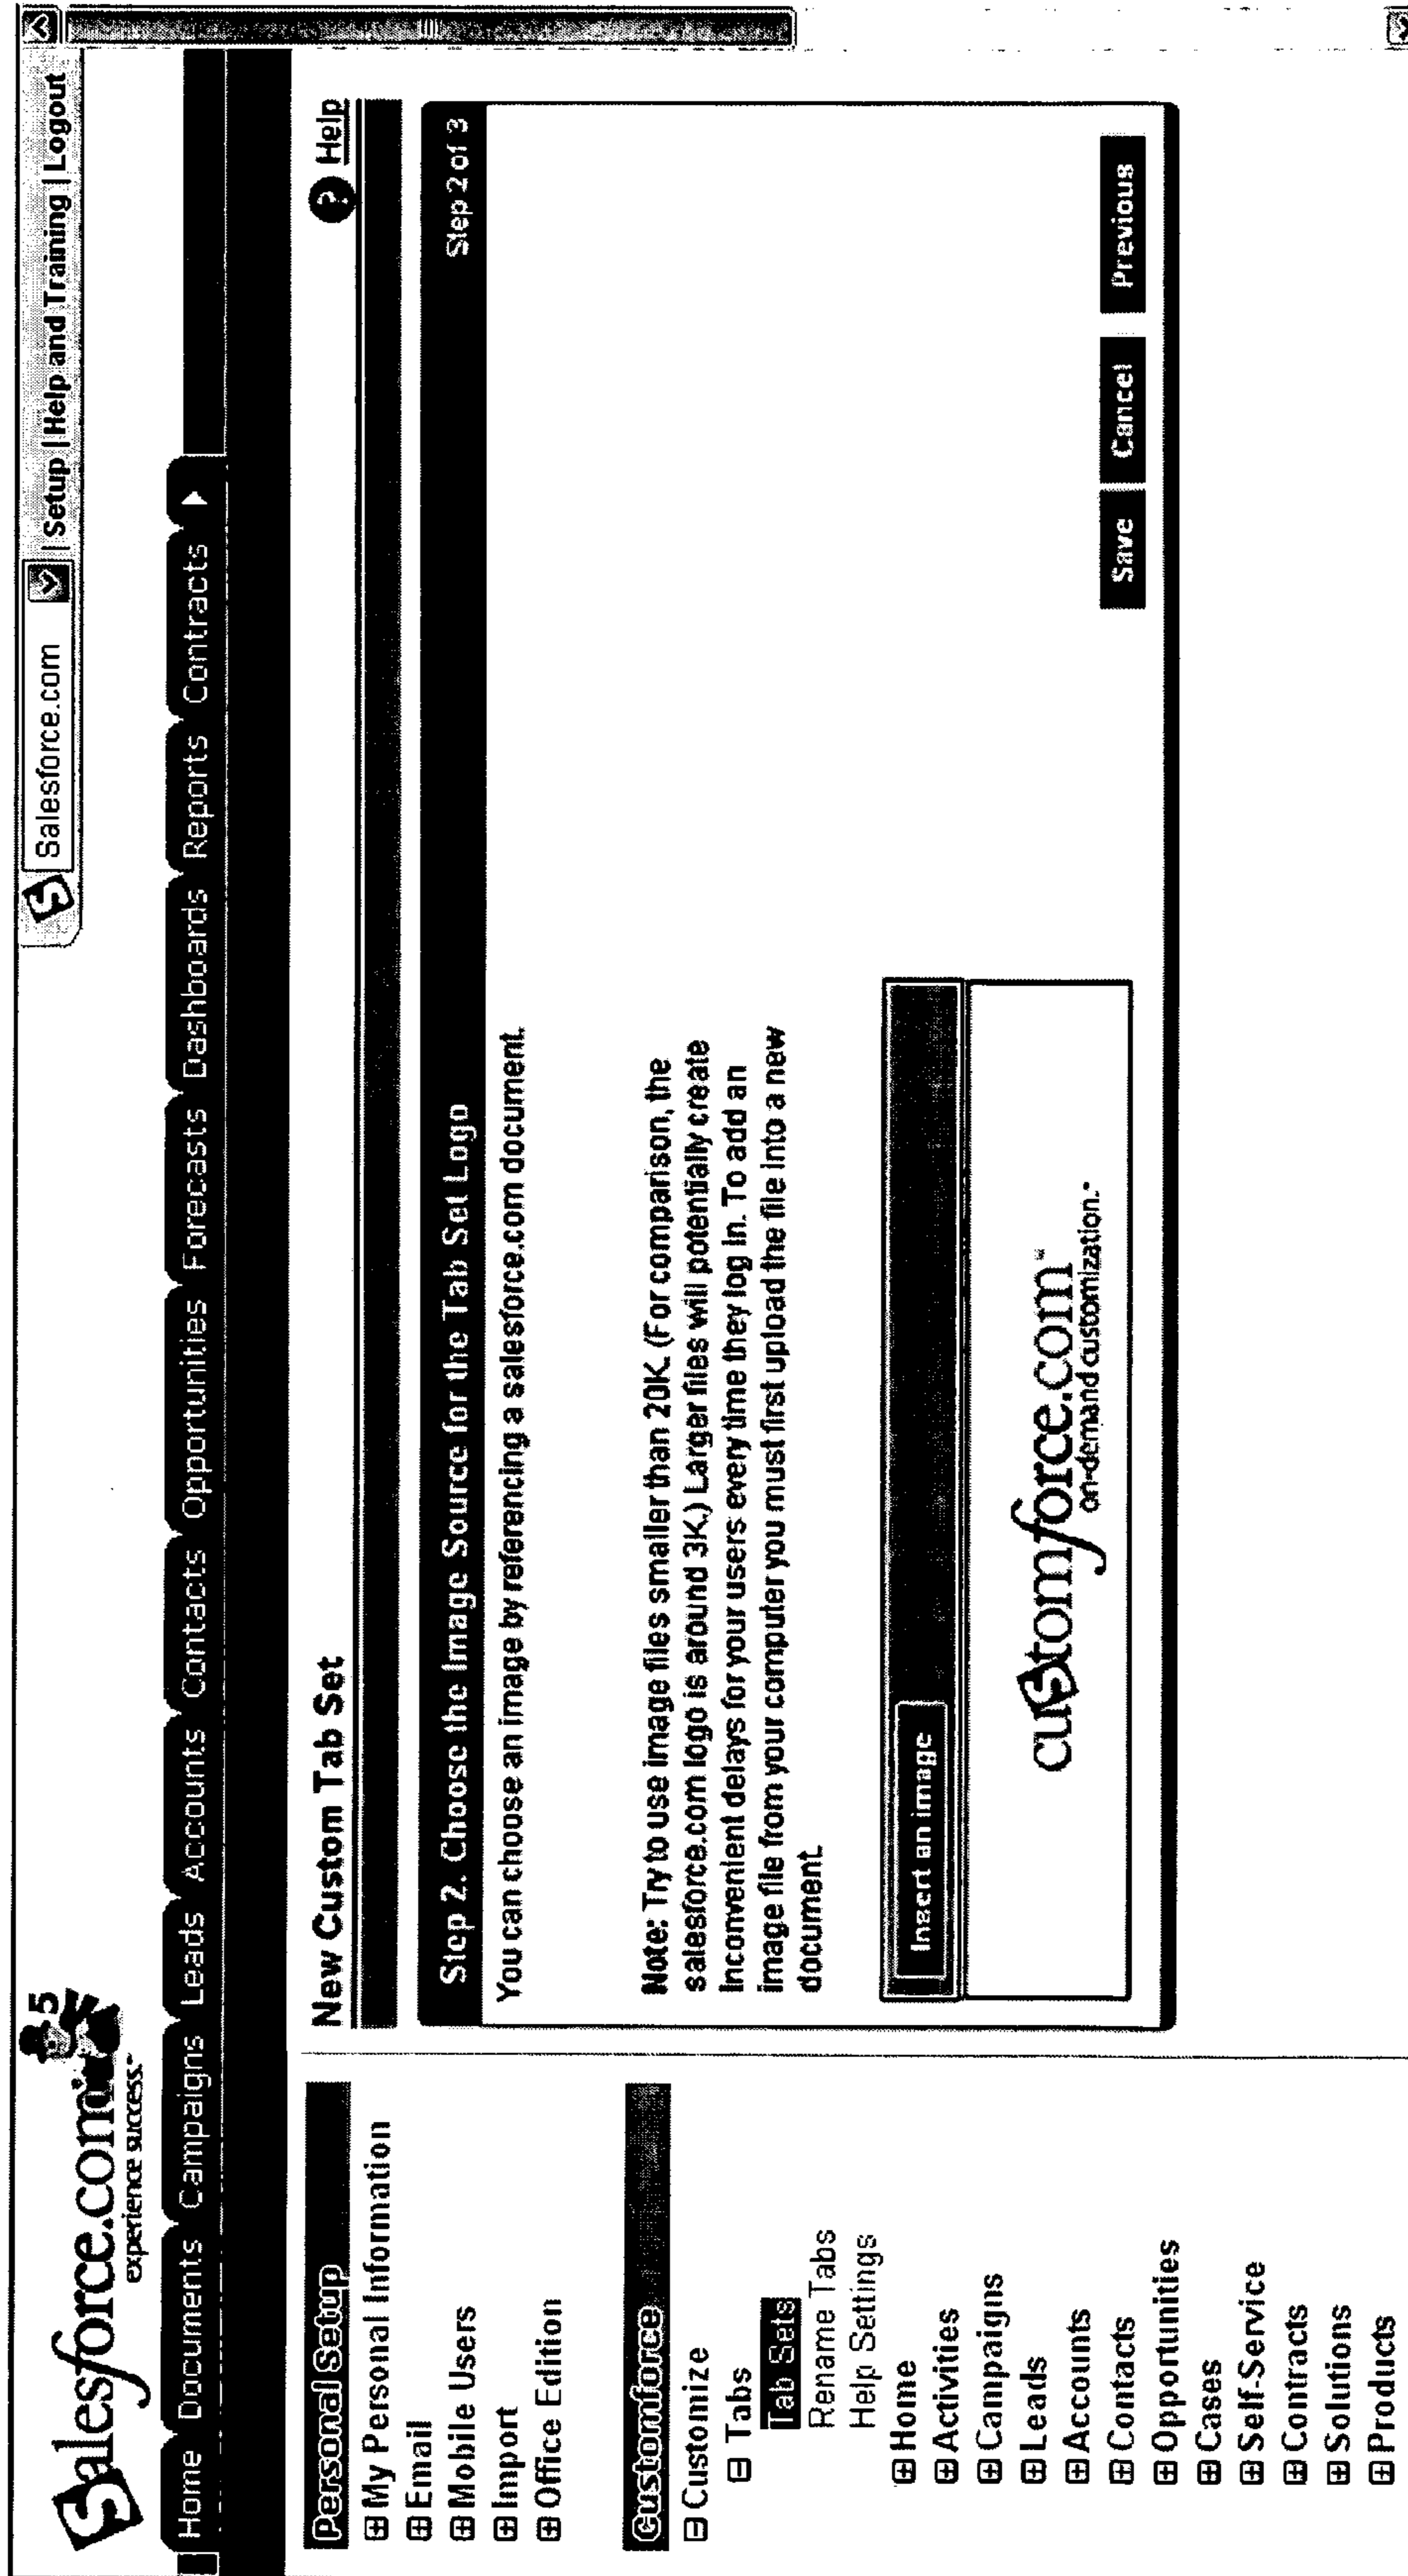 salesforce.com
5
experience success.
Salesforce.com | Setup | Help and Training | Logout
Home Documents Campaigns Leads Accounts Contacts Opportunities Forecasts Dashboards Reports Contracts
Personal Setup
My Personal Information
Email
Mobile Users
Import
Office Edition
Customforce
Customize
Tabs
Tab Sets
Rename Tabs
Help Settings
Home
Activities
Campaigns
Leads
Accounts
Contacts
Opportunities
Cases
Self-Service
Contracts
Solutions
Products
New Custom Tab Set
? Help
Step 2. Choose the Image Source for the Tab Set Logo
Step 2 of 3
You can choose an image by referencing a salesforce.com document.
Note: Try to use image files smaller than 20K. (For comparison, the
salesforce.com logo is around 3K.) Larger files will potentially create
inconvenient delays for your users every time they log in. To add an
image file from your computer you must first upload the file into a new
document.
Insert an image
customforce.com
on-demand customization.
Save Cancel Previous